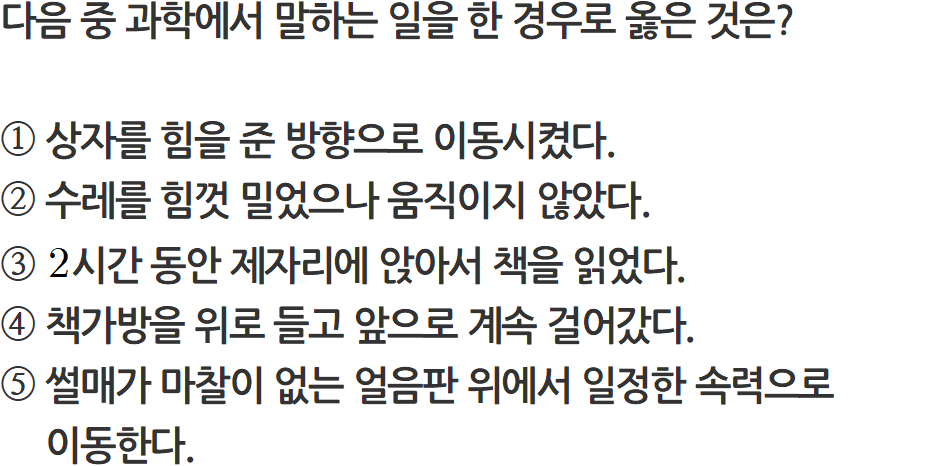 다음 중 과학에서 말하는 일을 한 경우로 옳은 것은?
① 상자를 힘을 준 방향으로 이동시켰다.
② 수레를 힘껏 밀었으나 움직이지 않았다.
③ 2시간 동안 제자리에 앉아서 책을 읽었다.
④ 책가방을 위로 들고 앞으로 계속 걸어갔다.
⑤ 썰매가 마찰이 없는 얼음판 위에서 일정한 속력으로
이동한다.